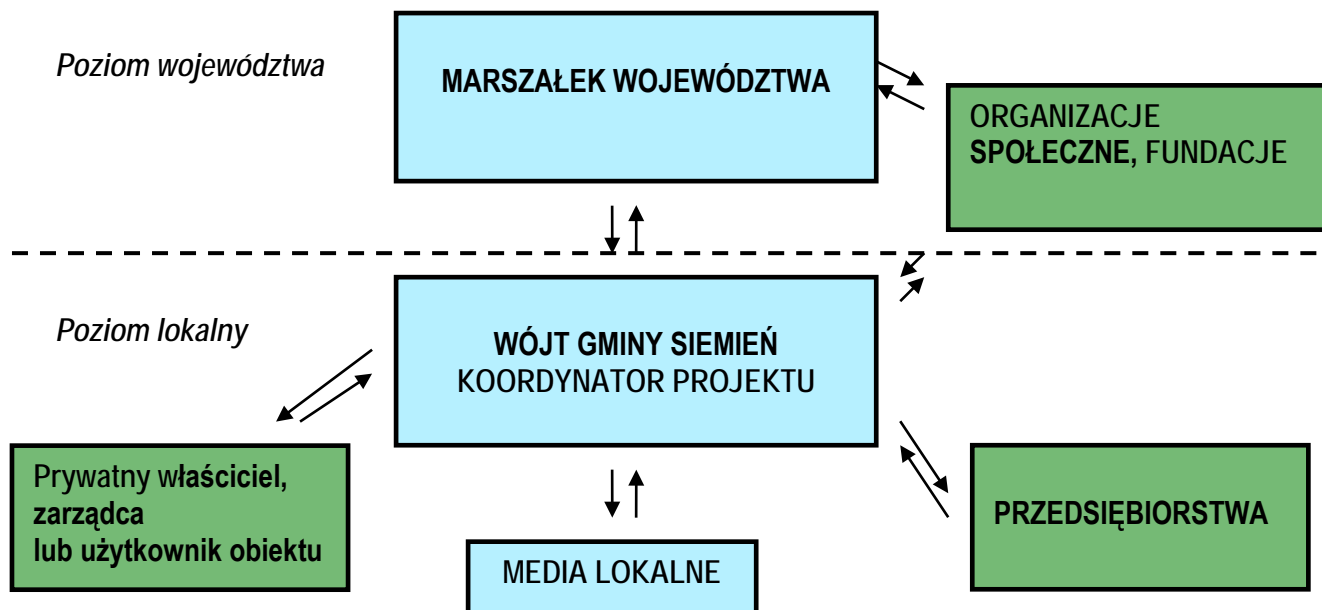 Poziom województwa
MARSZAŁEK WOJEWÓDZTWA
ORGANIZACJE
SPOŁECZNE, FUNDACJE
Poziom lokalny
WÓJT GMINY SIEMIEŃ
KOORDYNATOR PROJEKTU
Prywatny właściciel,
zarządca
lub użytkownik obiektu
MEDIA LOKALNE
PRZEDSIĘBIORSTWA